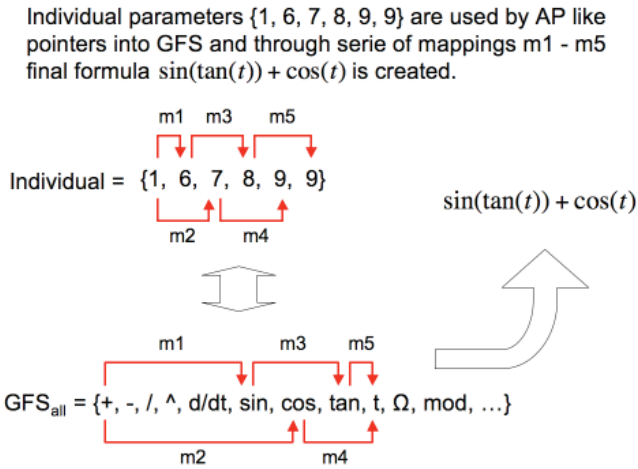 Individual parameters {1, 6, 7, 8, 9, 9} are used by AP like
pointers into GFS and through serie of mappings m1 - m5
final formula sin(tan(t)) + cos(t) is created.
m1 m3 m5
Individual = {1, 6, 7, 8, 9, 9}
m2 m4
sin(tan(t)) + cos(t)
m1 m3 m5
GFSall = {+, -, /, ^, d/dt, sin, cos, tan, t, Ω, mod, ...}
m2 m4